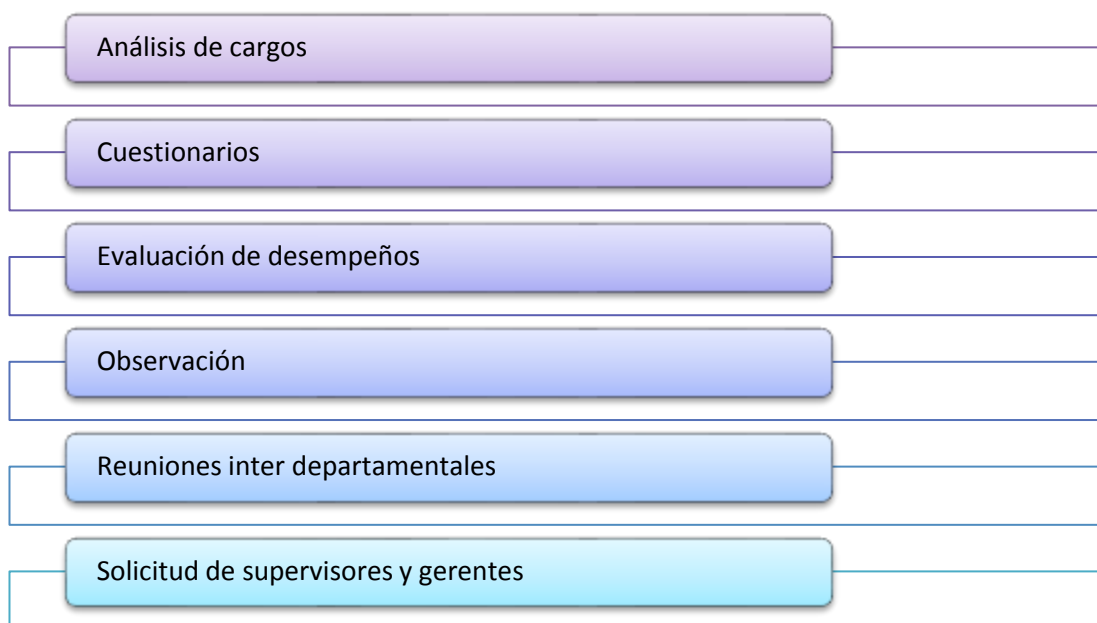 Análisis de cargos
Cuestionarios
Evaluación de desempeños
Observación
Reuniones inter departamentales
Solicitud de supervisores y gerentes